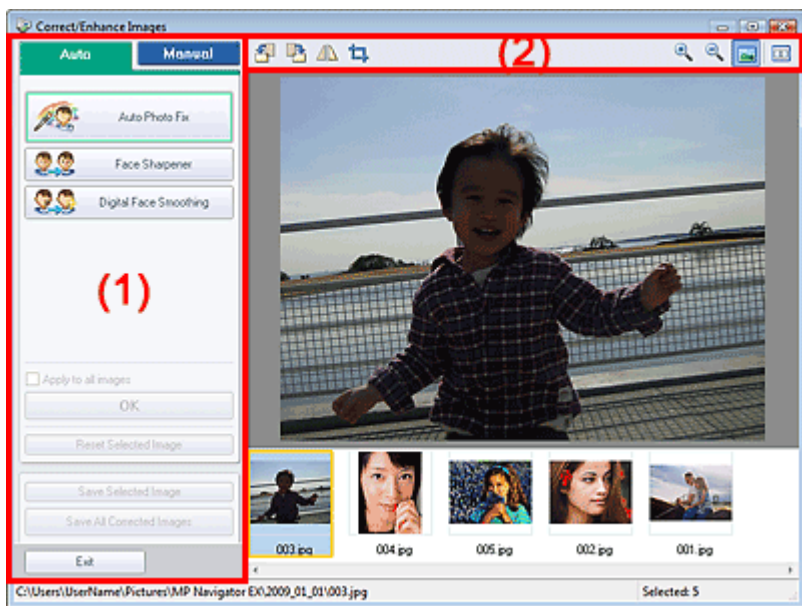 Correct/Enhance Images
Auto
Manual
(2)
Auto Photo Fix
Face Sharpener
Digital Face Smoothing
(1)
Apply to all images
OK
Reset Selected Image
Save Selected Image
Save All Corrected Images
Exit
003.jpg
004.jpg
005.jpg
002.jpg
001.jpg
C:\Users\UserName\Pictures\MP Navigator EX\2009_01_01\003.jpg
Selected: 5